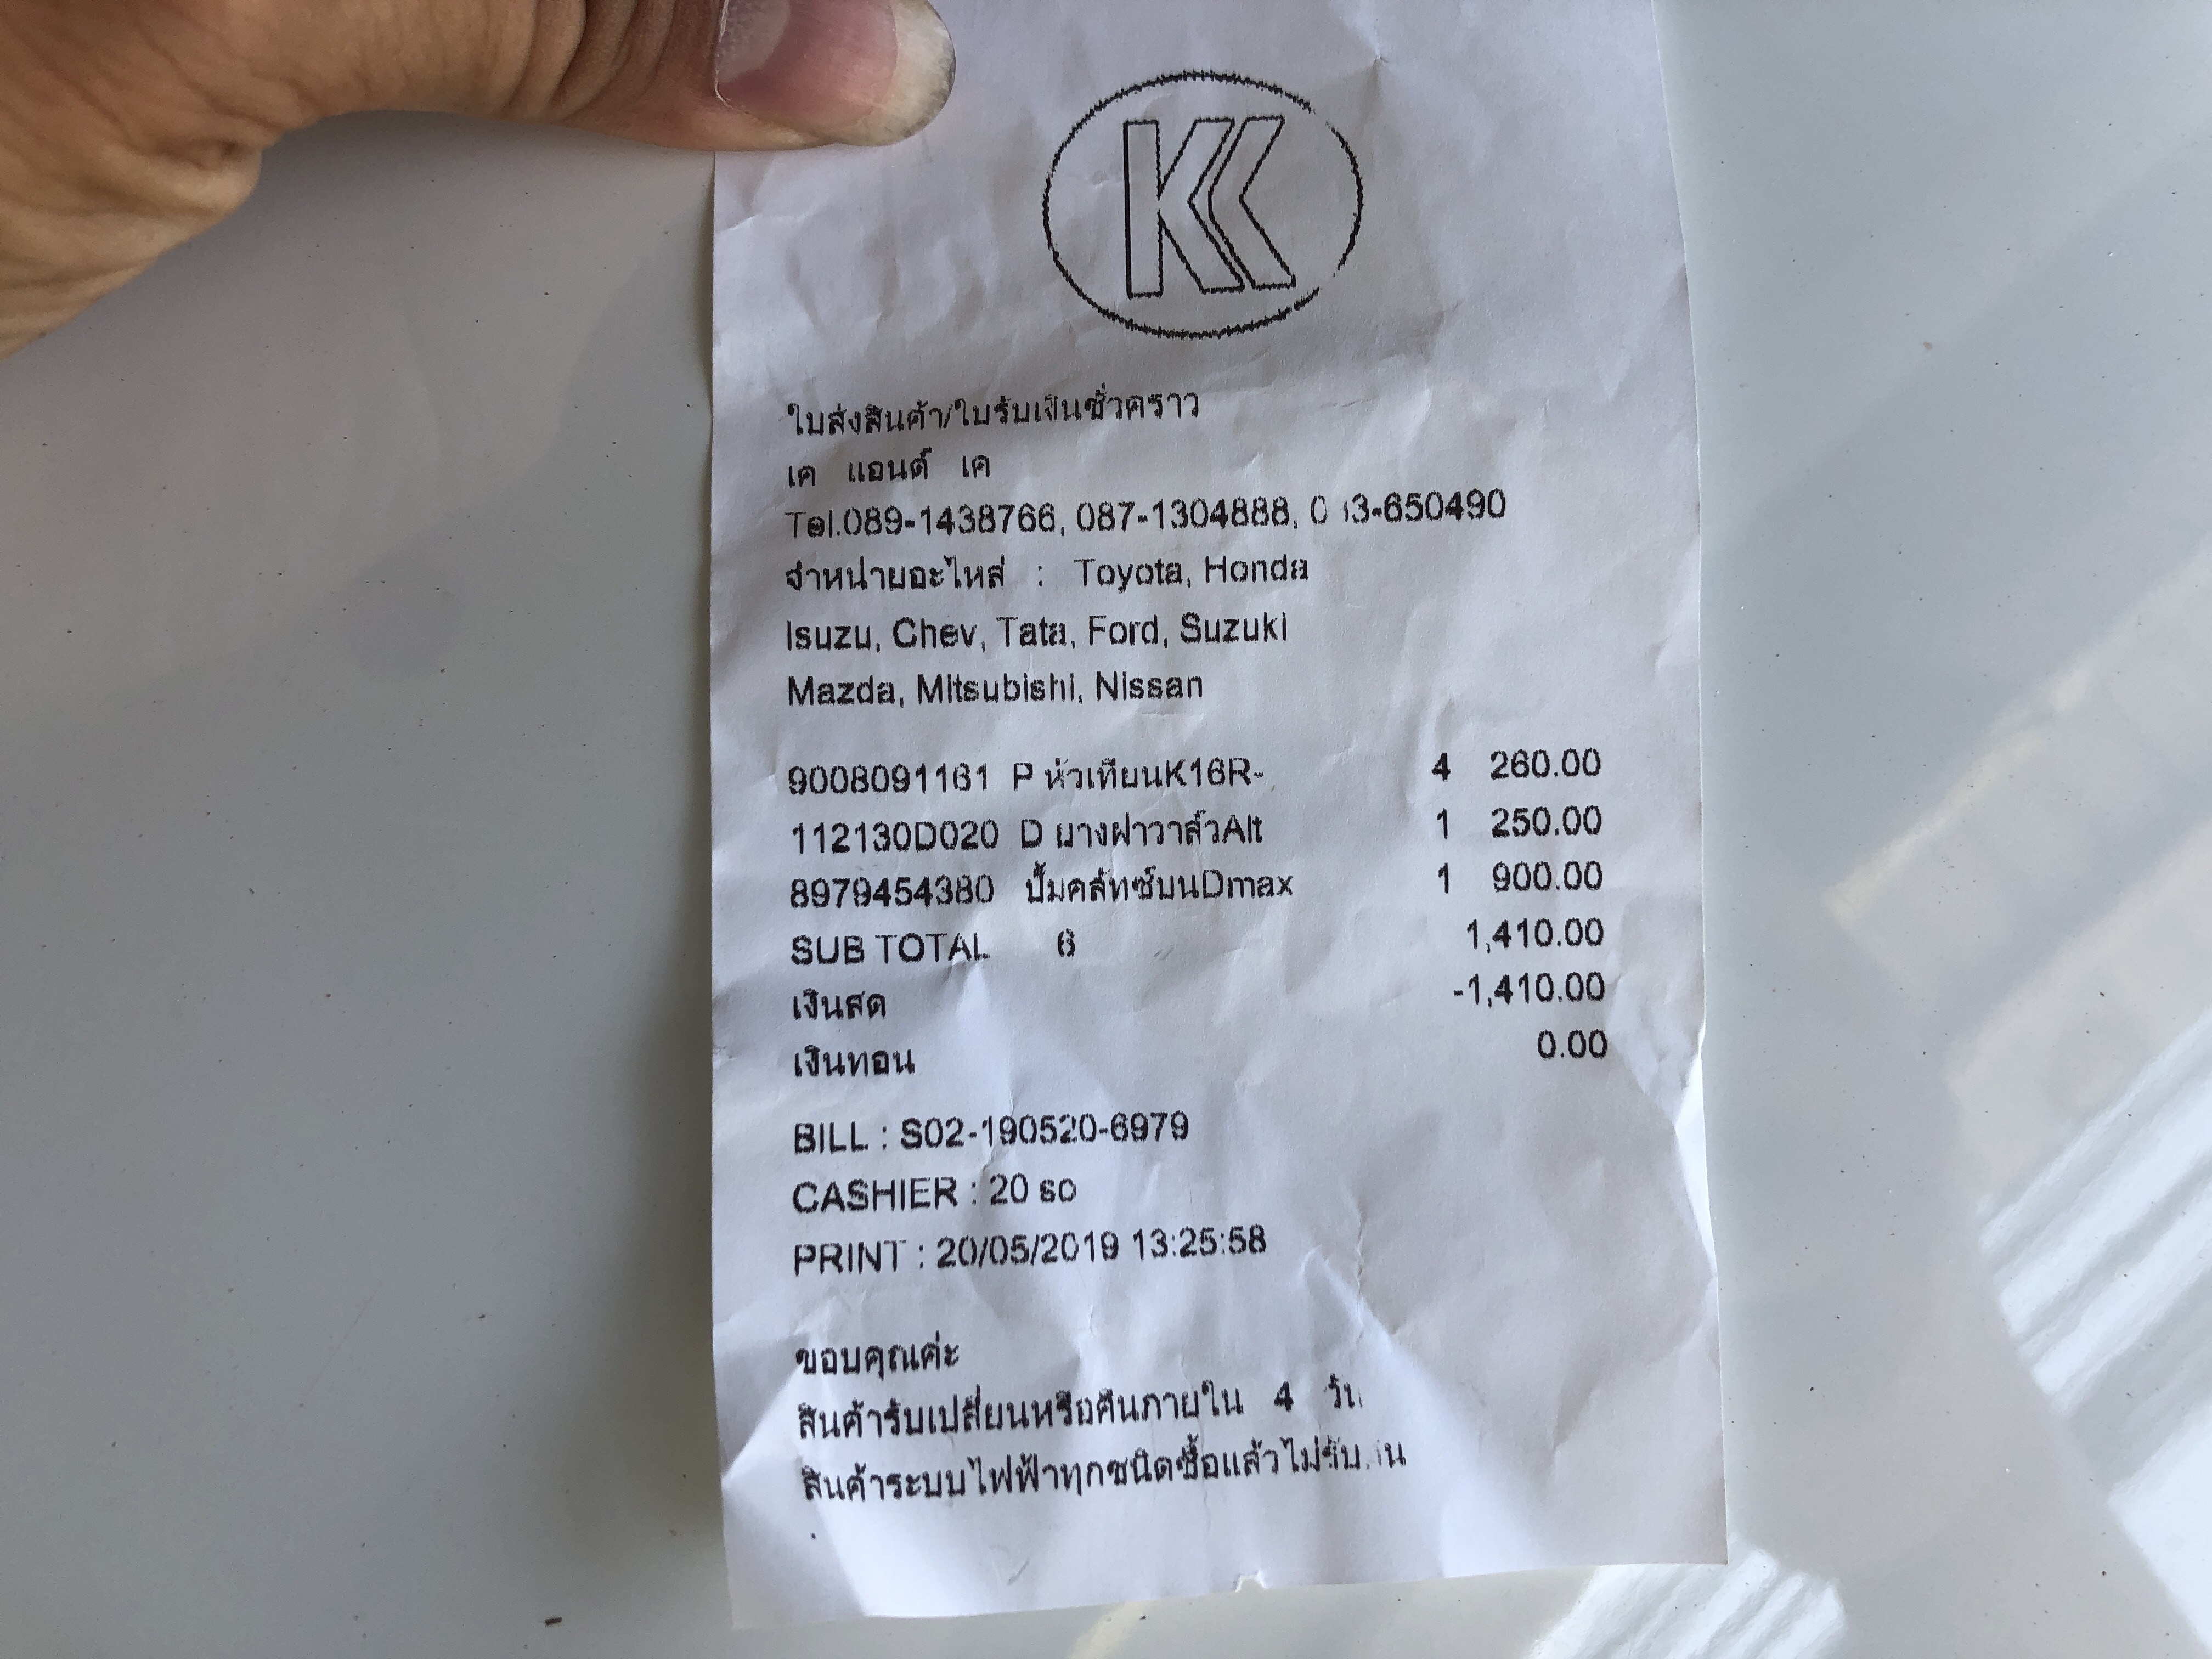 KK
ใบส่งสินค้า/ใบรับเงินชั่วคราว
เค แอนด์ เค
Tel.089-1438766, 087-1304888,
จำหน่ายอะไหล่ : Toyota, Honda
Isuzu, Chev, Tata, Ford, Suzuki
Mazda, Mitsubishi, Nissan
9008091161 P หัวเทียนK16R- 4 260.00
112130D020 D ยางฝาวาล์วAlt 1 250.00
8979454380 ปั้มคลัทซ์บนDmax 1 900.00
SUB TOTAL 6 1,410.00
เงินสด -1,410.00
เงินทอน 0.00
BILL : S02-190520-6979
CASHIER : 20 so
PRINT : 20/05/2019 13:25:58
ขอบคุณค่ะ
สินค้ารับเปลี่ยนหรือคืนภายใน 4 วัน
สินค้าระบบไฟฟ้าทุกชนิดซื้อแล้วไม่รับคืน